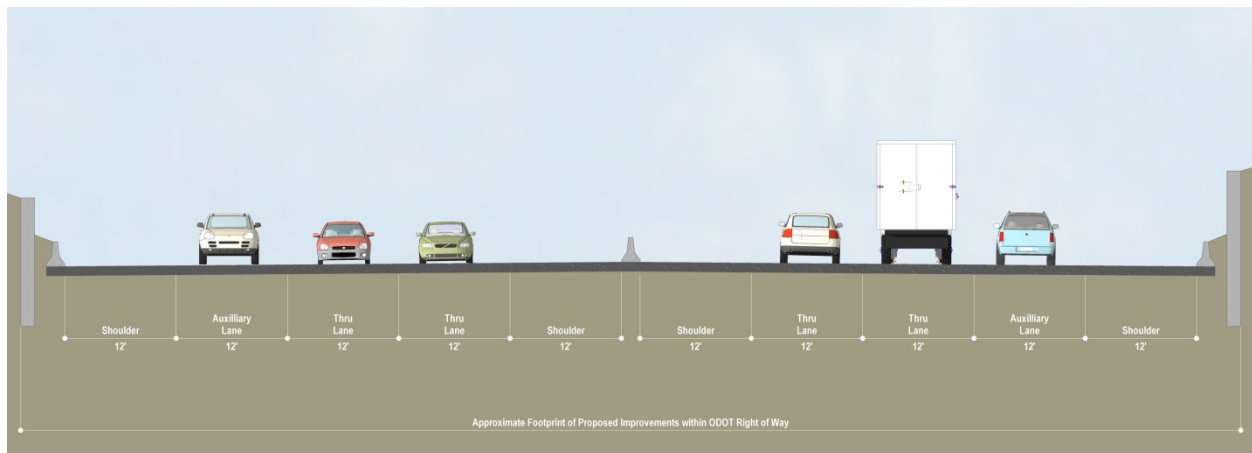 Shoulder
12'
Auxilliary
Lane
12'
Thru
Lane
12'
Thru
Lane
12'
Shoulder
12'
Shoulder
12'
Thru
Lane
12'
Thru
Lane
12'
Auxilliary
Lane
12'
Shoulder
12'
Approximate Footprint of Proposed Improvements within ODOT Right of Way